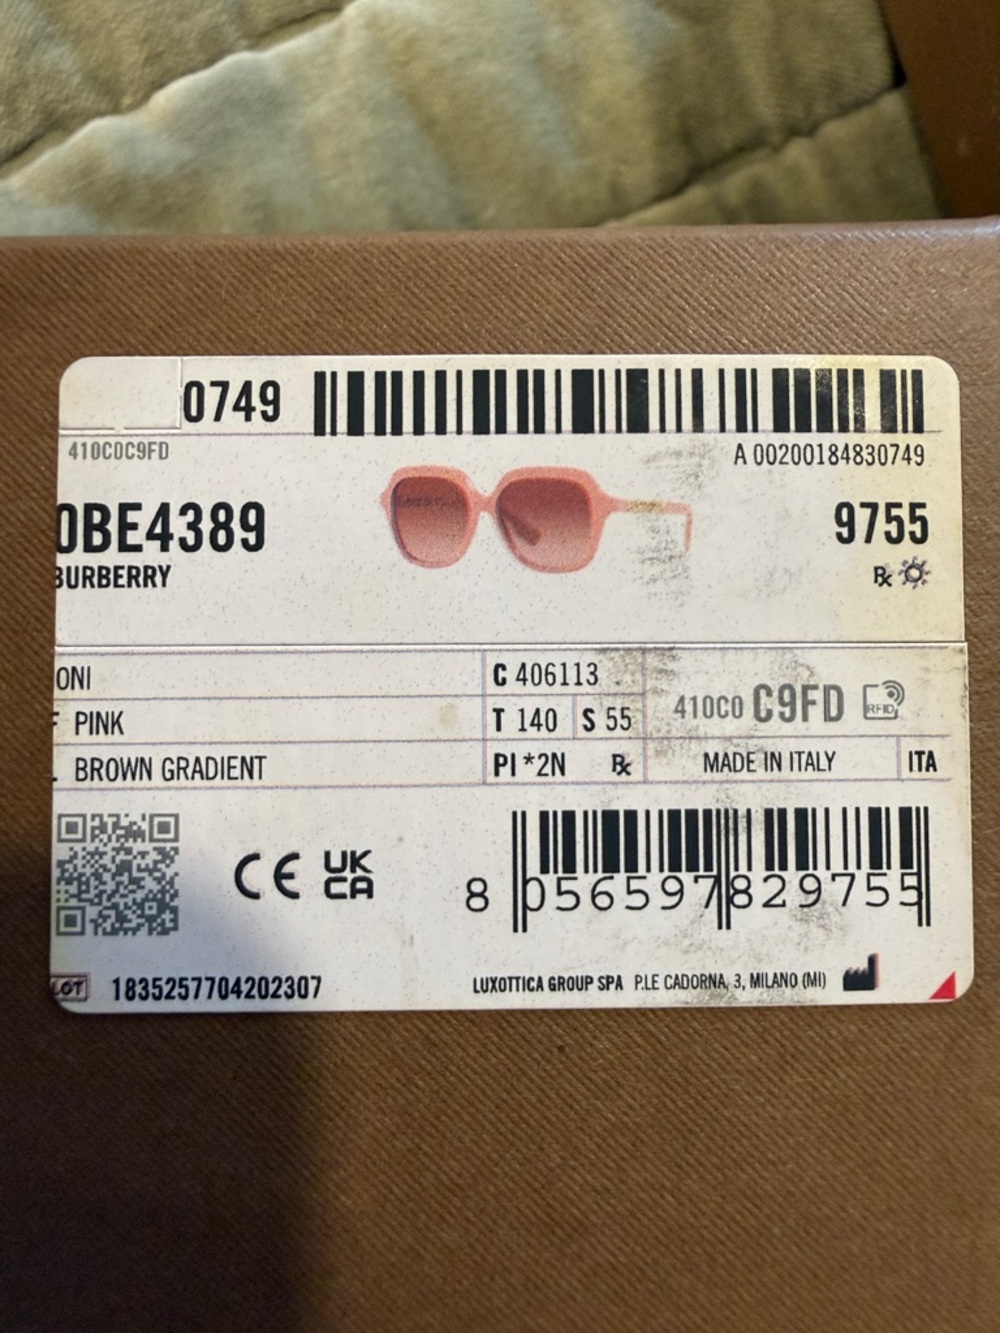 0749
410C0C9FD
A 00200184830749
0BE4389
9755
BURBERRY
Rx
ONI
C 406113
410C0 C9FD
RFID
F PINK
T 140
S 55
BROWN GRADIENT
PI *2N
Rx
MADE IN ITALY
ITA
CE
UK
CA
8 056597 829755
LOT 1835257704202307
LUXOTTICA GROUP SPA P.LE CADORNA, 3, MILANO (MI)